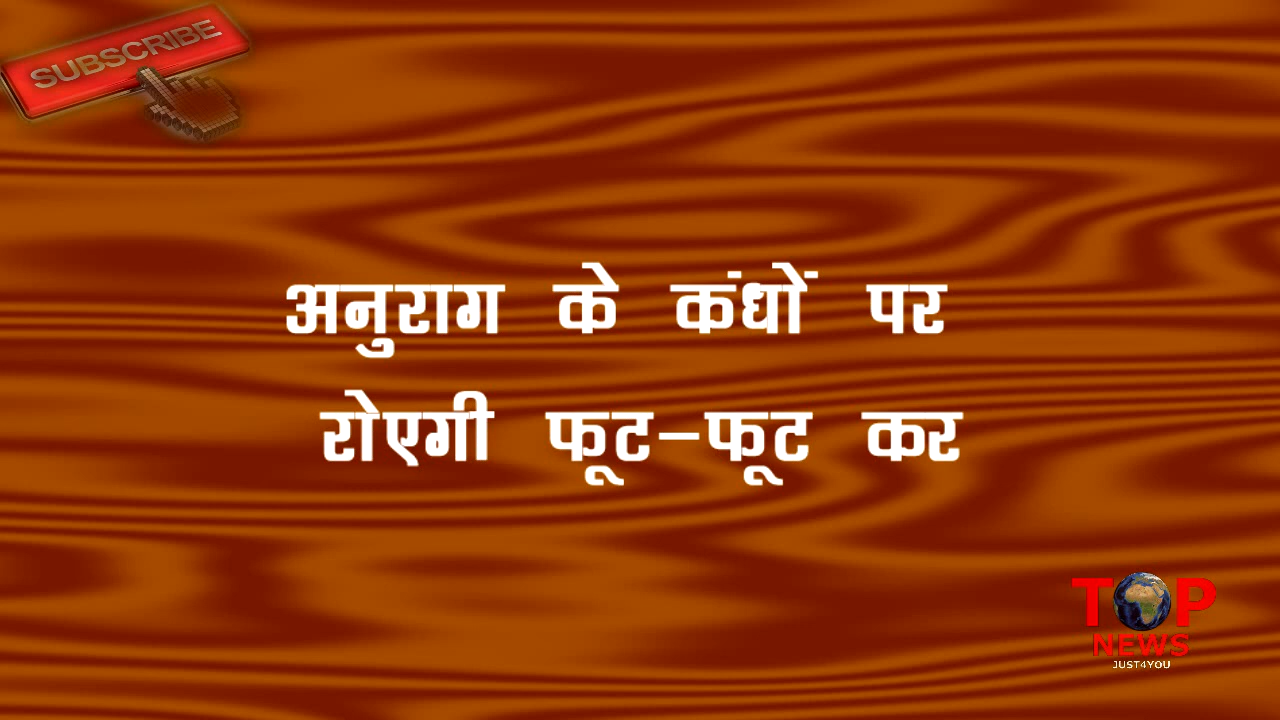 SUBSCRIBE
अनुराग के कंधों पर
रोएगी फूट-फूट कर
TOP
NEWS
JUST4YOU